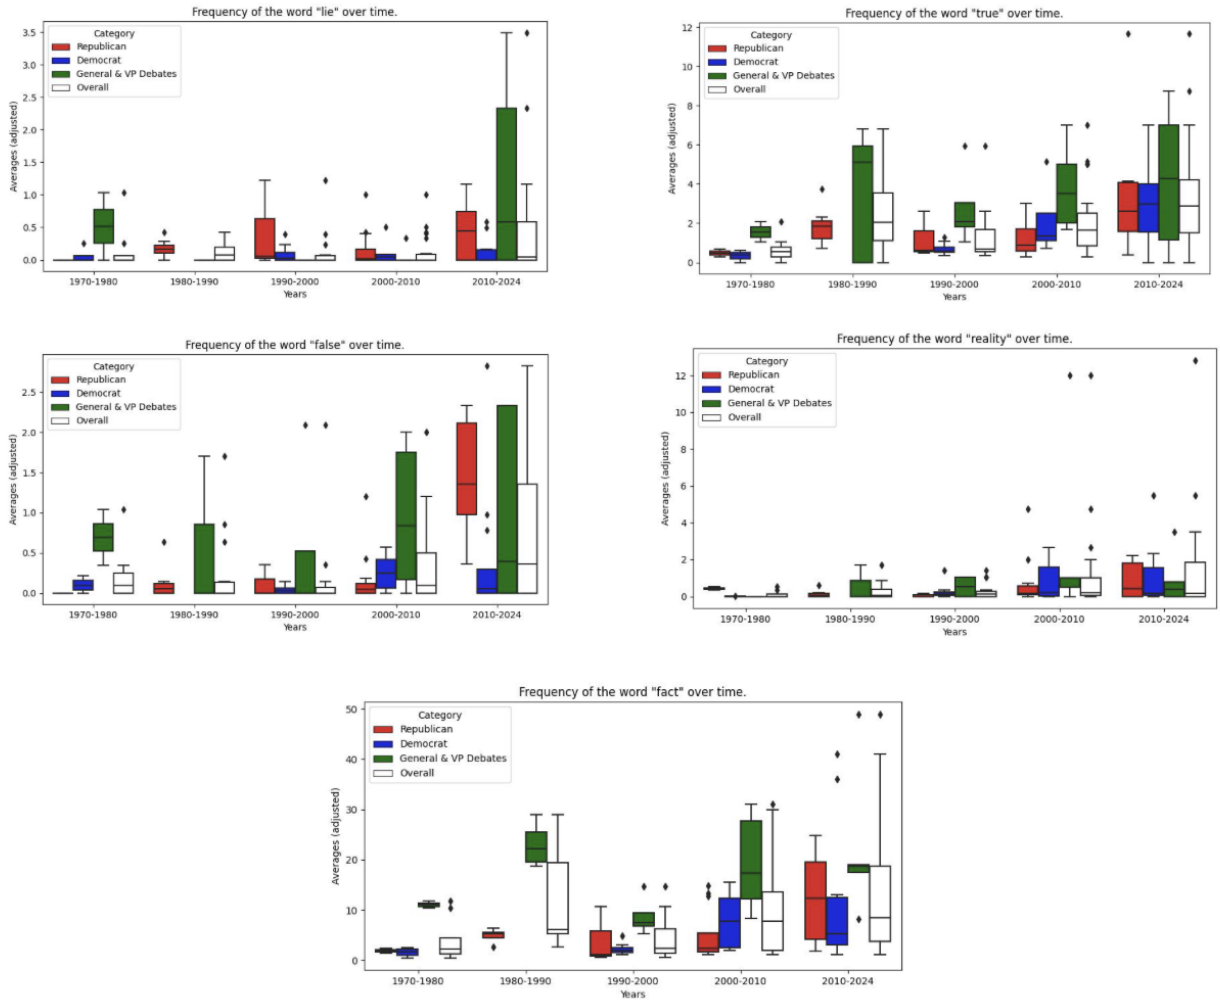 Frequency of the word "lie" over time.
Category
Republican
Democrat
General & VP Debates
Overall
Averages (adjusted)
3.5
3.0
2.5
2.0
1.5
1.0
0.5
0.0
1970-1980
1980-1990
1990-2000
2000-2010
2010-2024
Years
Frequency of the word "true" over time.
Category
Republican
Democrat
General & VP Debates
Overall
Averages (adjusted)
12
10
8
6
4
2
0
1970-1980
1980-1990
1990-2000
2000-2010
2010-2024
Years
Frequency of the word "false" over time.
Category
Republican
Democrat
General & VP Debates
Overall
Averages (adjusted)
2.5
2.0
1.5
1.0
0.5
0.0
1970-1980
1980-1990
1990-2000
2000-2010
2010-2024
Years
Frequency of the word "reality" over time.
Category
Republican
Democrat
General & VP Debates
Overall
Averages (adjusted)
12
10
8
6
4
2
0
1970-1980
1980-1990
1990-2000
2000-2010
2010-2024
Years
Frequency of the word "fact" over time.
Category
Republican
Democrat
General & VP Debates
Overall
Averages (adjusted)
50
40
30
20
10
0
1970-1980
1980-1990
1990-2000
2000-2010
2010-2024
Years